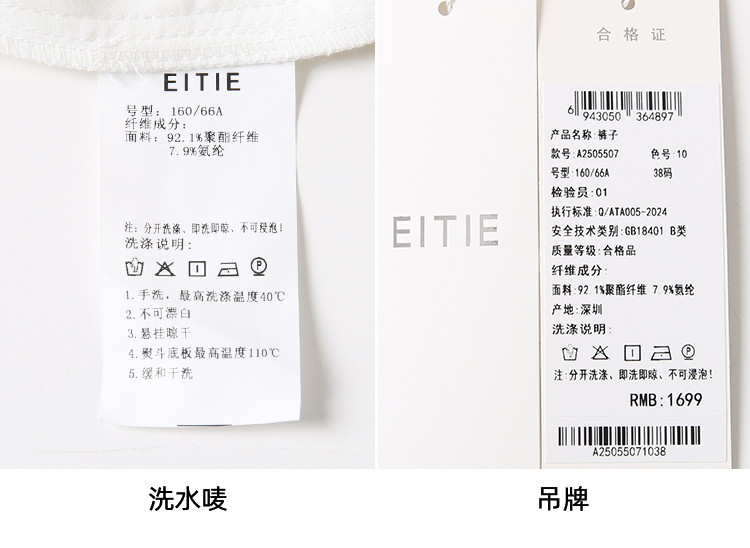 EITIE
号型: 160/66A
纤维成分:
面料: 92.1%聚酯纤维
7.9%氨纶
注: 分开洗涤、即洗即晾、不可浸泡!
洗涤说明:
1.手洗，最高洗涤温度40℃
2.不可漂白
3.悬挂晾干
4.熨斗底板最高温度110℃
5.缓和干洗
洗水唛
EITIE
合格证
6 943050 364897
产品名称:裤子
款号:A2505507 色号:10
号型:160/66A 38码
检验员:01
执行标准:Q/ATA005-2024
安全技术类别:GB18401 B类
质量等级:合格品
纤维成分:
面料:92.1%聚酯纤维 7.9%氨纶
产地:深圳
洗涤说明:
注:分开洗涤、即洗即晾、不可浸泡!
RMB:1699
A25055071038
吊牌